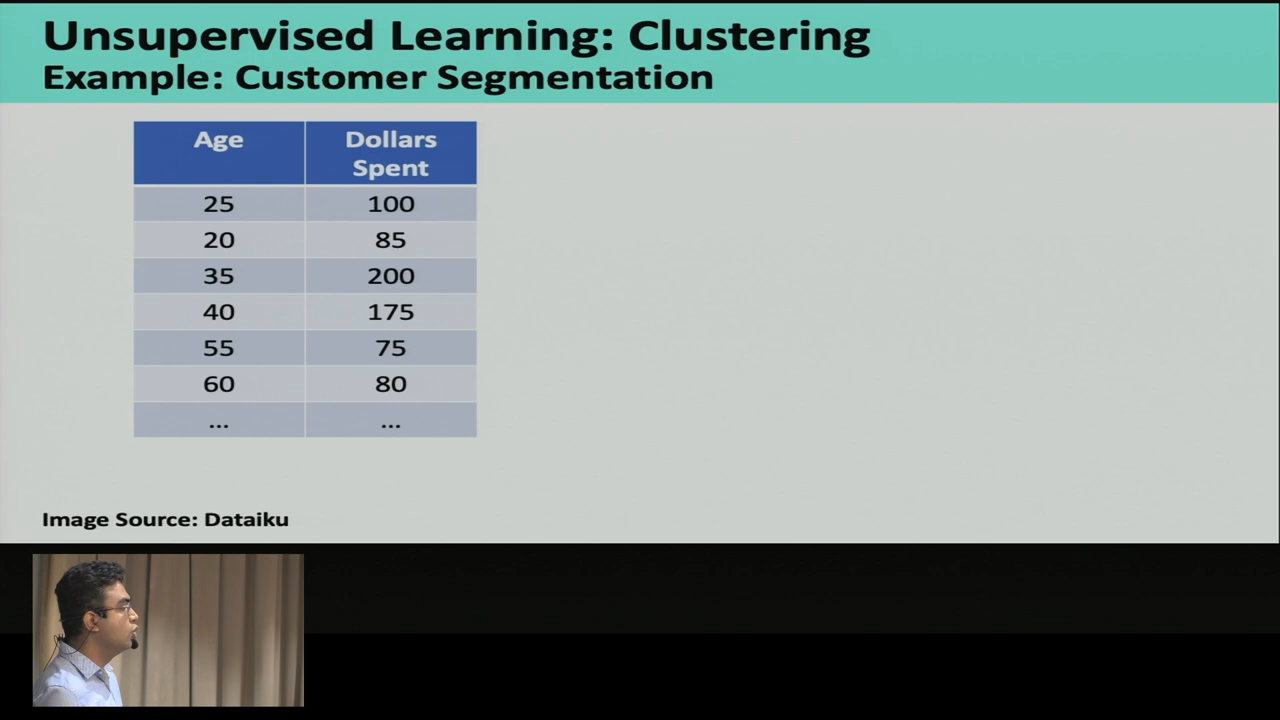 Unsupervised Learning: Clustering
Example: Customer Segmentation
Age Dollars
Spent
25 100
20 85
35 200
40 175
55 75
60 80
... ...
Image Source: Dataiku